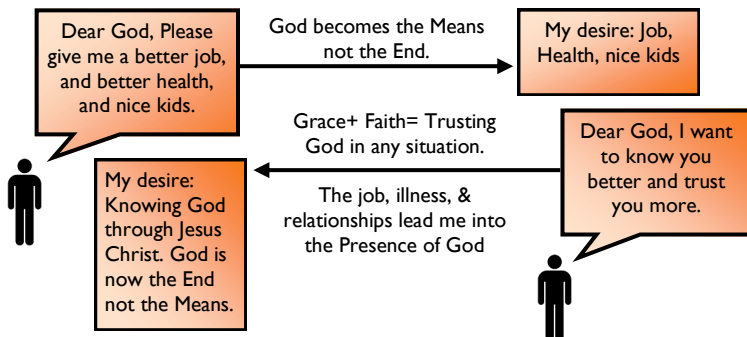 Dear God, Please
give me a better job,
and better health,
and nice kids.
God becomes the Means
not the End.
My desire: Job,
Health, nice kids
Grace+ Faith= Trusting
God in any situation.
The job, illness, &
relationships lead me into
the Presence of God
Dear God, I want
to know you
better and trust
you more.
My desire:
Knowing God
through Jesus
Christ. God is
now the End
not the Means.